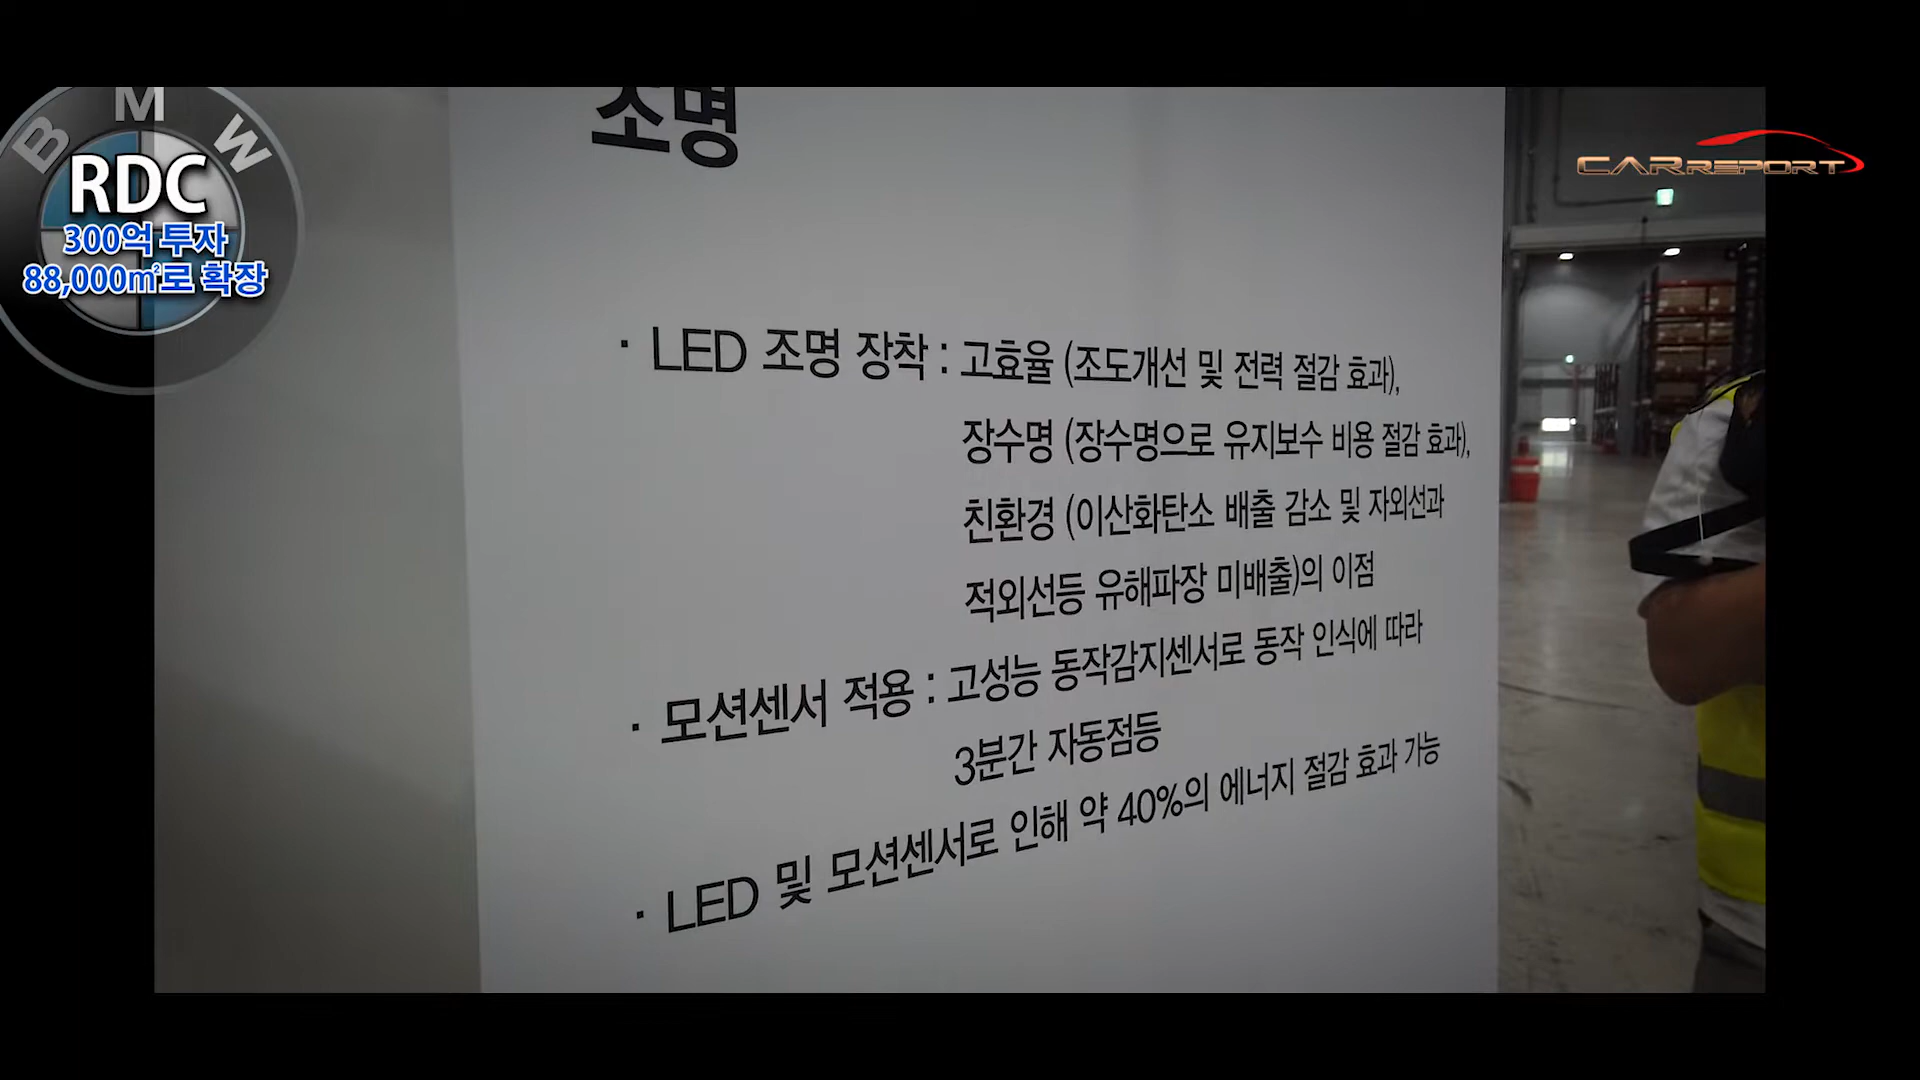 BMW
RDC
300억 투자
88,000㎡로 확장
CARREPORT
조명
· LED 조명 장착 : 고효율 (조도개선 및 전력 절감 효과),
장수명 (장수명으로 유지보수 비용 절감 효과),
친환경 (이산화탄소 배출 감소 및 자외선과
적외선등 유해파장 미배출)의 이점
· 모션센서 적용 : 고성능 동작감지센서로 동작 인식에 따라
3분간 자동점등
· LED 및 모션센서로 인해 약 40%의 에너지 절감 효과 가능